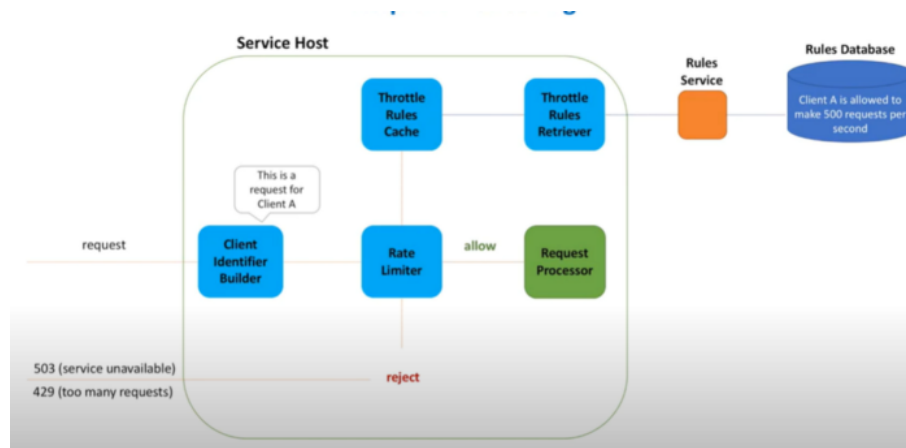 Service Host
Rules Database
Rules
Service
Throttle
Rules
Cache
Throttle
Rules
Retriever
Client A is allowed to
make 500 requests per
second
This is a
request for
Client A
request
Client
Identifier
Builder
Rate
Limiter
allow
Request
Processor
503 (service unavailable)
reject
429 (too many requests)